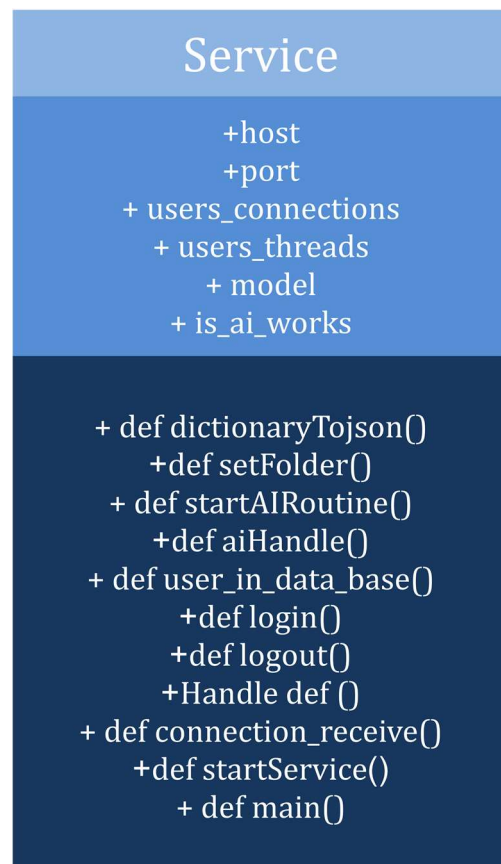 Service
+host
+port
+ users_connections
+ users_threads
+ model
+ is_ai_works
+ def dictionaryTojson()
+def setFolder()
+ def startAIRoutine()
+def aiHandle()
+ def user_in_data_base()
+def login()
+def logout()
+Handle def ()
+ def connection_receive()
+def startService()
+ def main()